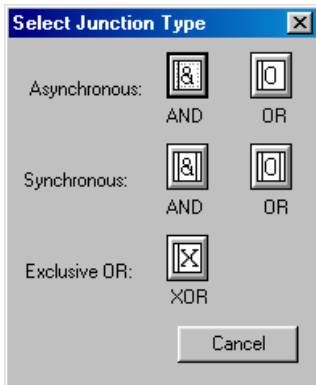 Select Junction Type
Asynchronous:
&
O
AND
OR
Synchronous:
&
O
AND
OR
Exclusive OR:
X
XOR
Cancel